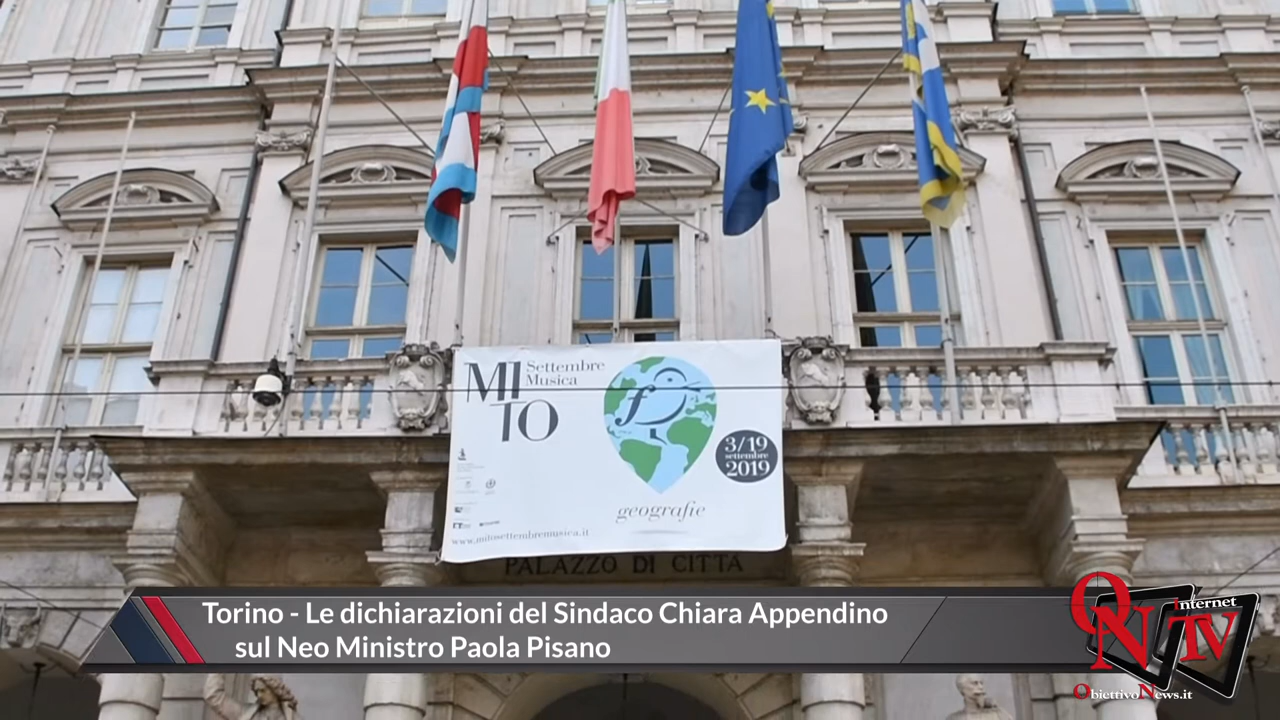 MI
TO
Settembre
Musica
3/19
settembre
2019
geografie
www.mitosettembremusica.it
PALAZZO DI CITTÀ
Torino - Le dichiarazioni del Sindaco Chiara Appendino
sul Neo Ministro Paola Pisano
ON
Internet
TV
ObiettivoNews.it